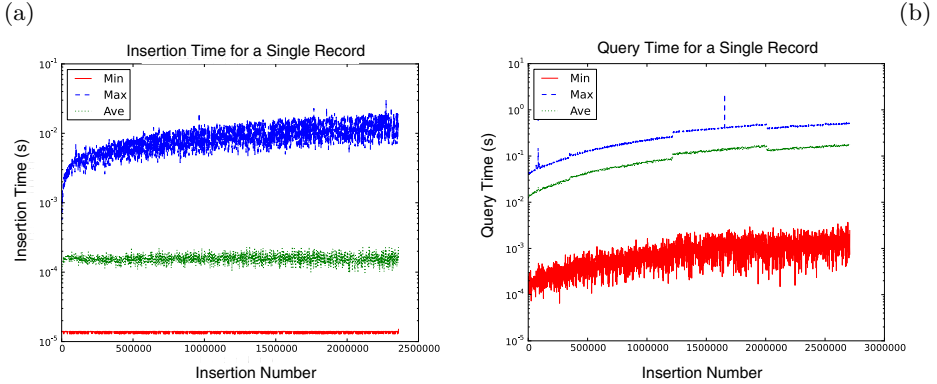 (a)
(b)
Insertion Time for a Single Record
10^-1
10^-2
10^-3
10^-4
10^-5
Insertion Time (s)
Min
Max
Ave
0 500000 1000000 1500000 2000000 2500000
Insertion Number
Query Time for a Single Record
10^1
10^0
10^-1
10^-2
10^-3
10^-4
10^-5
Query Time (s)
Min
Max
Ave
0 500000 1000000 1500000 2000000 2500000 3000000
Insertion Number